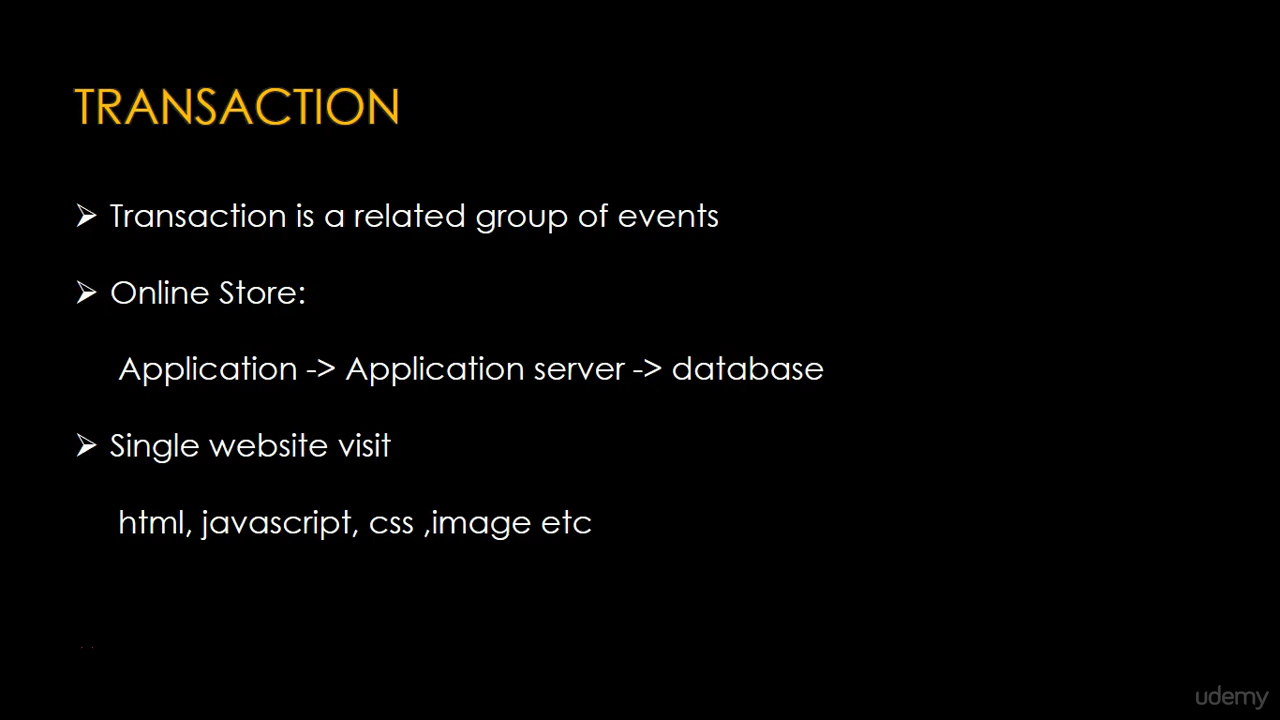 TRANSACTION
➢ Transaction is a related group of events
➢ Online Store:
Application -> Application server -> database
➢ Single website visit
html, javascript, css ,image etc
udemy